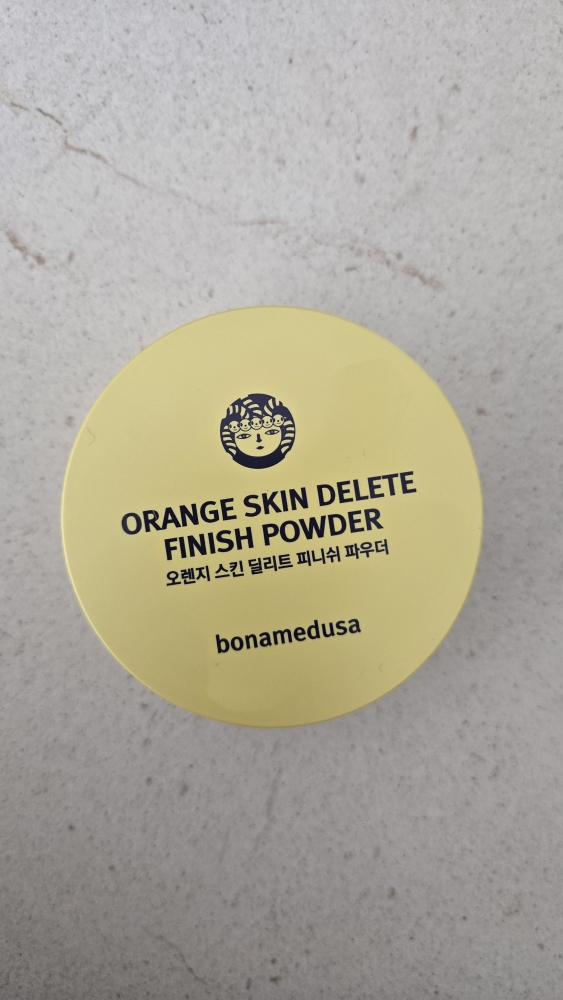 ORANGE SKIN DELETE
FINISH POWDER
오렌지 스킨 딜리트 피니쉬 파우더
bonamedusa